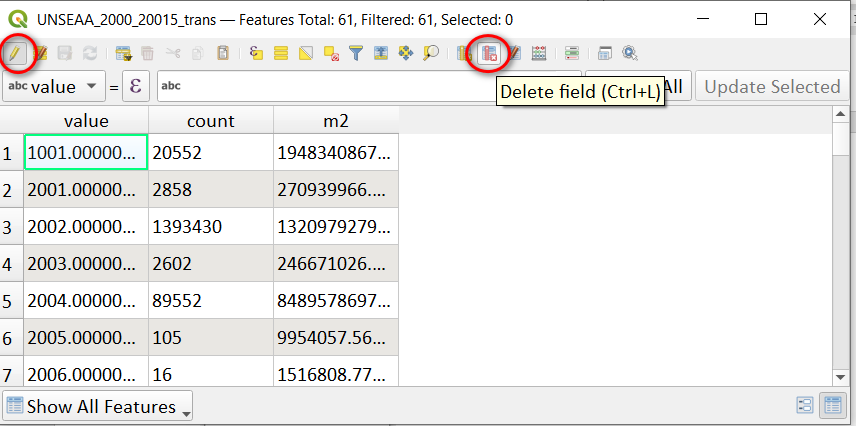 UNSEAA_2000_20015_trans — Features Total: 61, Filtered: 61, Selected: 0
abc value = ε abc All Update Selected
Delete field (Ctrl+L)
value count m2
1 1001.00000... 20552 1948340867...
2 2001.00000... 2858 270939966....
3 2002.00000... 1393430 1320979279...
4 2003.00000... 2602 246671026....
5 2004.00000... 89552 8489578697...
6 2005.00000... 105 9954057.56...
7 2006.00000... 16 1516808.77...
Show All Features